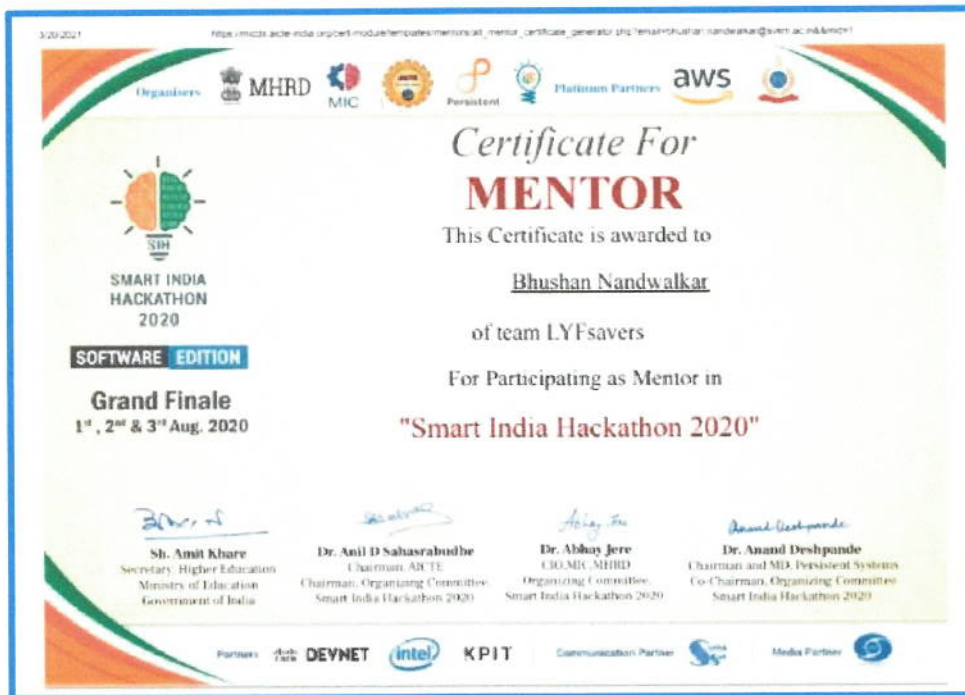 3/20/2021
Organisers
MHRD
MIC
Persistent
Platinum Partners
aws
Certificate For
MENTOR
This Certificate is awarded to
Bhushan Nandwalkar
of team LYFsavers
For Participating as Mentor in
"Smart India Hackathon 2020"
SIH
SMART INDIA
HACKATHON
2020
SOFTWARE EDITION
Grand Finale
1st, 2nd & 3rd Aug. 2020
Sh. Amit Khare
Secretary, Higher Education
Ministry of Education
Government of India
Dr. Anil D Sahasrabudhe
Chairman, AICTE
Chairman, Organizing Committee
Smart India Hackathon 2020
Abhay Jere
Dr. Abhay Jere
CIO, MIC, MHRD
Organizing Committee,
Smart India Hackathon 2020
Anand Deshpande
Dr. Anand Deshpande
Chairman and MD, Persistent Systems
Co-Chairman, Organizing Committee
Smart India Hackathon 2020
Partners
DEVNET
intel
KPIT
Communication Partner
Media Partner